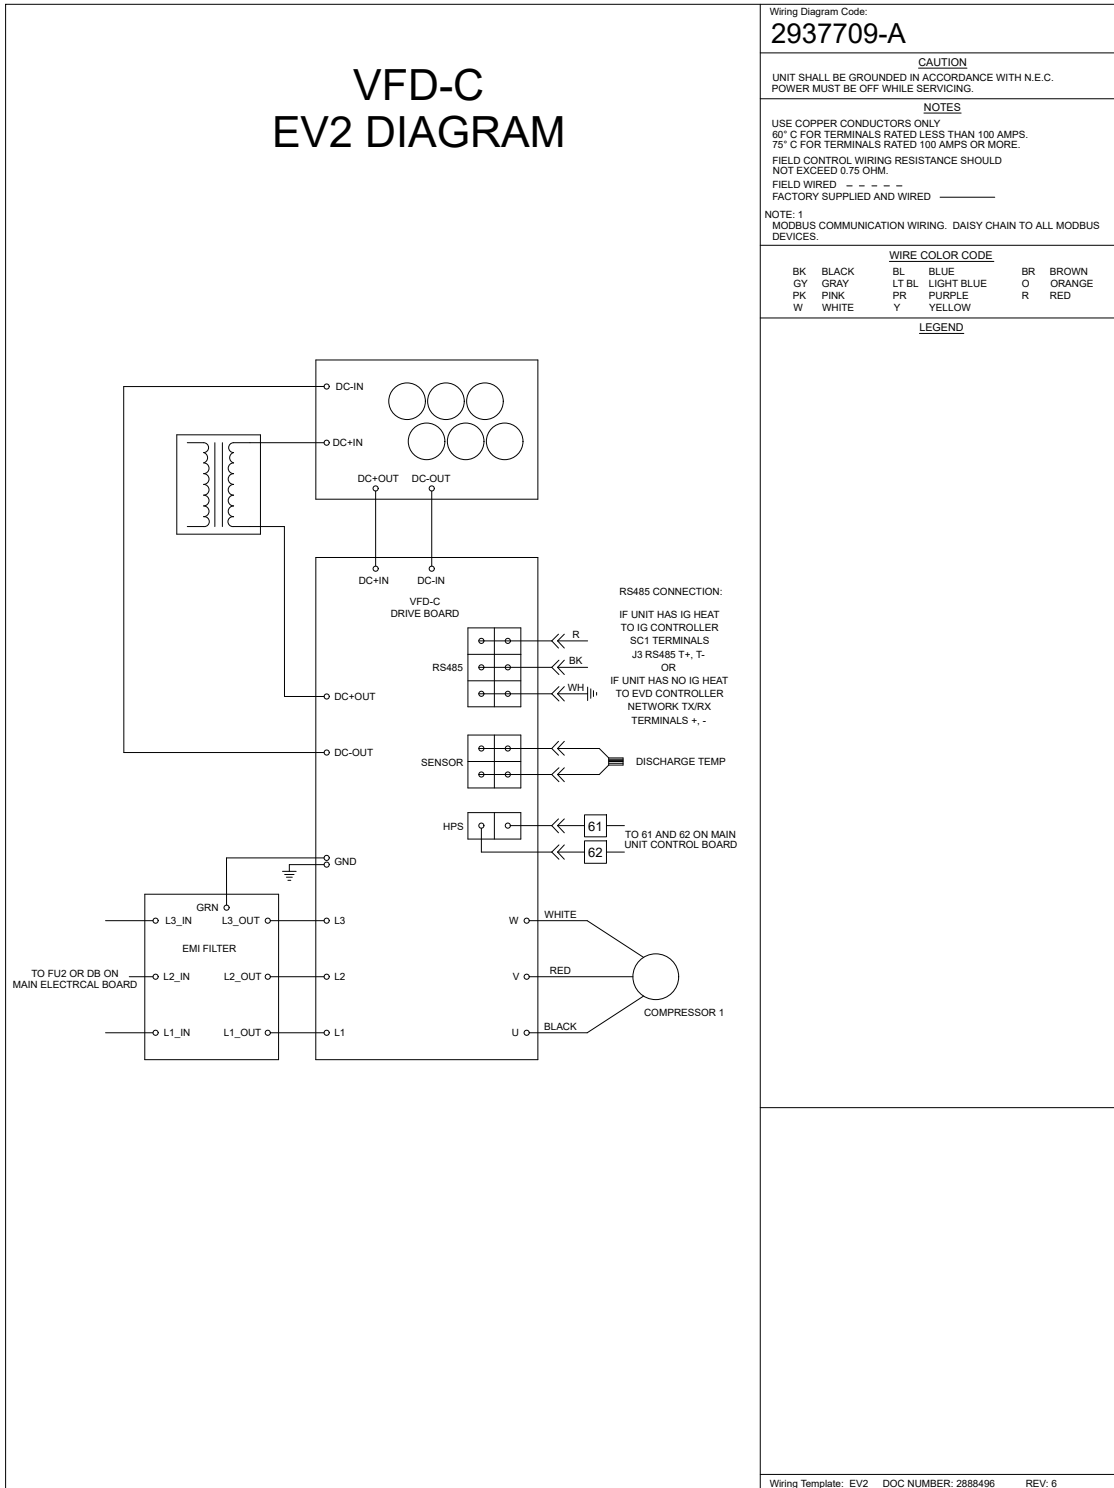 VFD-C
EV2 DIAGRAM
Wiring Diagram Code:
2937709-A
CAUTION
UNIT SHALL BE GROUNDED IN ACCORDANCE WITH N.E.C.
POWER MUST BE OFF WHILE SERVICING.
NOTES
USE COPPER CONDUCTORS ONLY
60° C FOR TERMINALS RATED LESS THAN 100 AMPS.
75° C FOR TERMINALS RATED 100 AMPS OR MORE.
FIELD CONTROL WIRING RESISTANCE SHOULD
NOT EXCEED 0.75 OHM.
FIELD WIRED
FACTORY SUPPLIED AND WIRED
NOTE: 1
MODBUS COMMUNICATION WIRING. DAISY CHAIN TO ALL MODBUS
DEVICES.
WIRE COLOR CODE
BK BLACK BL BLUE BR BROWN
GY GRAY LT BL LIGHT BLUE O ORANGE
PK PINK PR PURPLE R RED
W WHITE Y YELLOW
LEGEND
DC-IN
DC+IN
DC+OUT DC-OUT
DC+IN DC-IN
VFD-C
DRIVE BOARD
RS485
R
BK
WH
RS485 CONNECTION:
IF UNIT HAS IG HEAT
TO IG CONTROLLER
SC1 TERMINALS
J3 RS485 T+, T-
OR
IF UNIT HAS NO IG HEAT
TO EVD CONTROLLER
NETWORK TX/RX
TERMINALS +, -
DC+OUT
DC-OUT
SENSOR
DISCHARGE TEMP
HPS
61
62
TO 61 AND 62 ON MAIN
UNIT CONTROL BOARD
GND
GRN
L3_IN L3_OUT L3
EMI FILTER
TO FU2 OR DB ON
MAIN ELECTRCAL BOARD
L2_IN L2_OUT L2
L1_IN L1_OUT L1
W WHITE
V RED
U BLACK
COMPRESSOR 1
Wiring Template: EV2 DOC NUMBER: 2888496 REV: 6